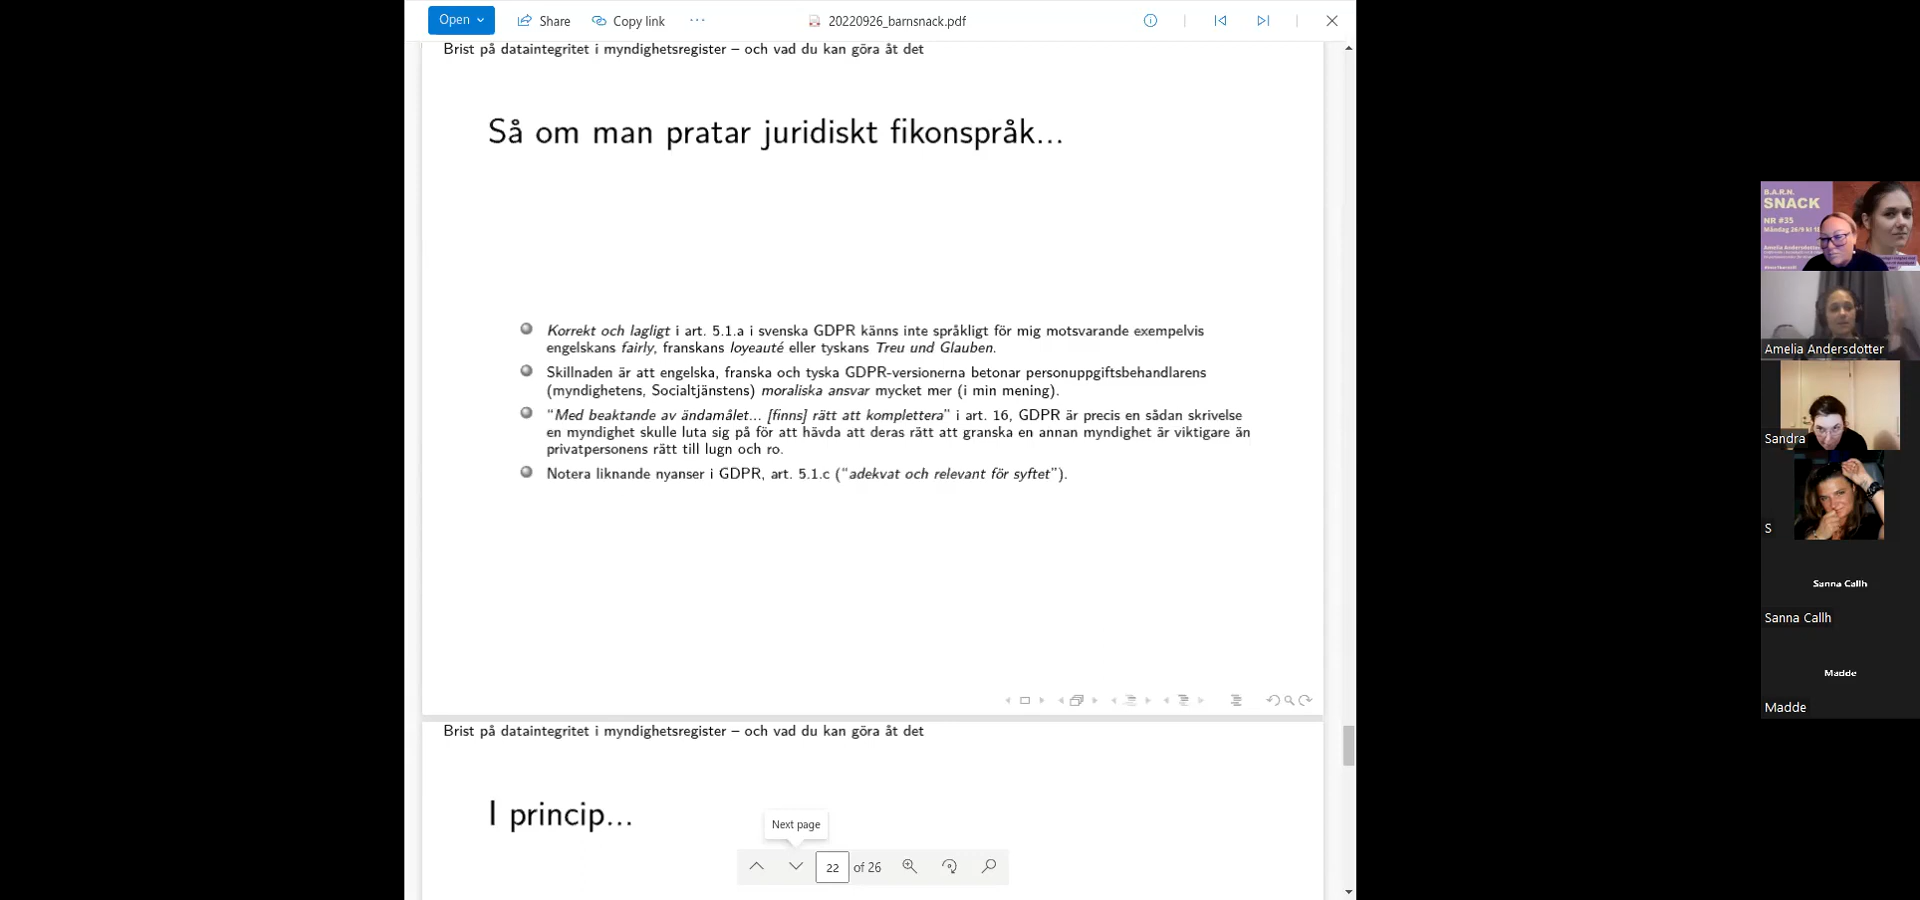 Open
Share
Copy link
20220926_barnsnack.pdf
Brist på dataintegritet i myndighetsregister – och vad du kan göra åt det
Så om man pratar juridiskt fikonspråk...
Korrekt och lagligt i art. 5.1.a i svenska GDPR känns inte språkligt för mig motsvarande exempelvis
engelskans fairly, franskans loyeauté eller tyskans Treu und Glauben.
Skillnaden är att engelska, franska och tyska GDPR-versionerna betonar personuppgiftsbehandlarens
(myndighetens, Socialtjänstens) moraliska ansvar mycket mer (i min mening).
“Med beaktande av ändamålet... [finns] rätt att komplettera” i art. 16, GDPR är precis en sådan skrivelse
en myndighet skulle luta sig på för att hävda att deras rätt att granska en annan myndighet är viktigare än
privatpersonens rätt till lugn och ro.
Notera liknande nyanser i GDPR, art. 5.1.c (“adekvat och relevant för syftet”).
Brist på dataintegritet i myndighetsregister – och vad du kan göra åt det
I princip...
Next page
22 of 26
B.A.R.N.
SNACK
NR #35
Måndag 26/9 kl
Amelia Andersdotter
Sandra
S
Sanna Callh
Sanna Callh
Madde
Madde